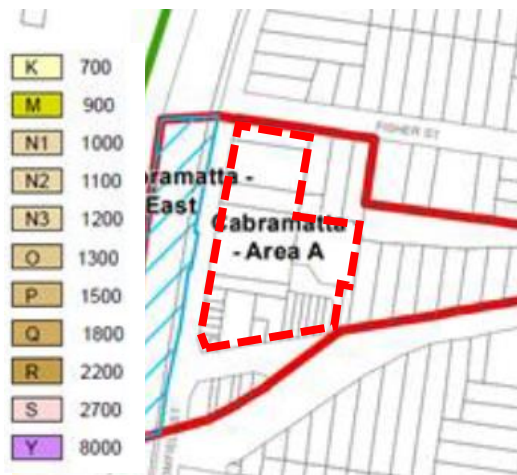 K 700
M 900
N1 1000
N2 1100
N3 1200
O 1300
P 1500
Q 1800
R 2200
S 2700
Y 8000
FISHER ST
bramatta -
East
Cabramatta
- Area A